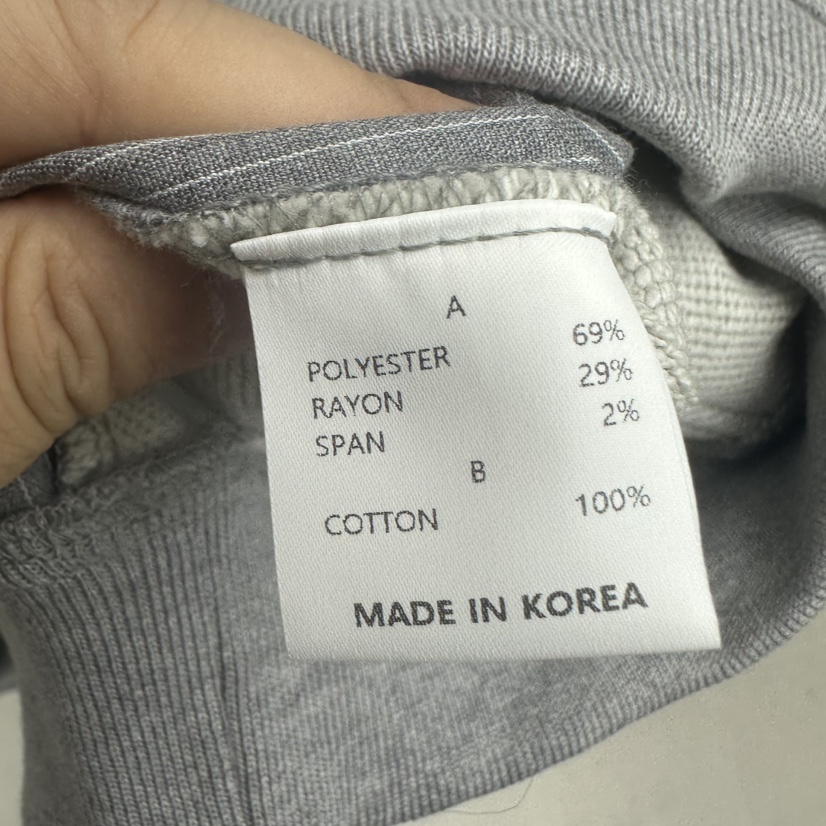 A
POLYESTER 69%
RAYON 29%
SPAN 2%
B
COTTON 100%
MADE IN KOREA